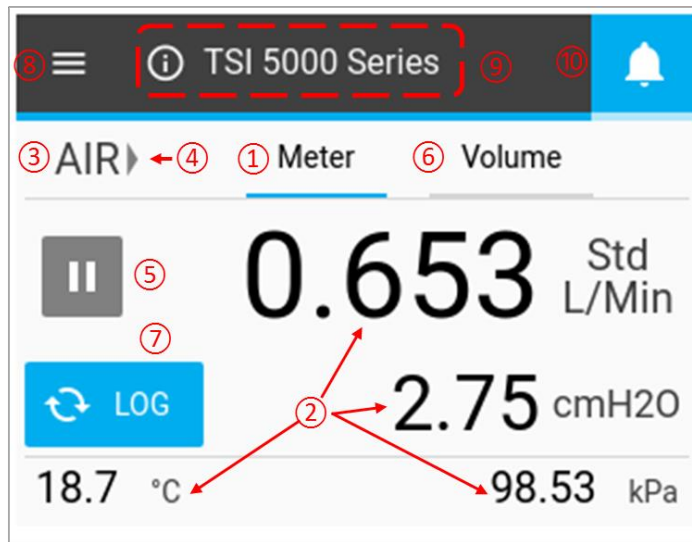 ⑧ TSI 5000 Series ⑨ ⑩
③ AIR ④ ① Meter ⑥ Volume
⑤ 0.653 Std L/Min
⑦
LOG ② 2.75 cmH2O
18.7 °C 98.53 kPa